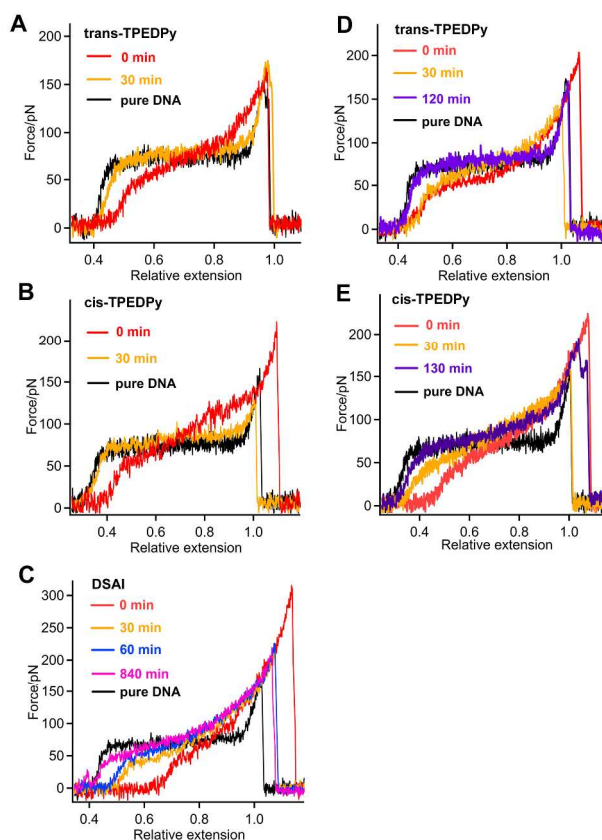 A
trans-TPEDPy
0 min
30 min
pure DNA
Force/pN
200
150
100
50
0
0.4 0.6 0.8 1.0
Relative extension
B
cis-TPEDPy
0 min
30 min
pure DNA
Force/pN
200
150
100
50
0
0.4 0.6 0.8 1.0
Relative extension
C
DSAI
0 min
30 min
60 min
840 min
pure DNA
Force/pN
300
250
200
150
100
50
0
0.4 0.6 0.8 1.0
Relative extension
D
trans-TPEDPy
0 min
30 min
120 min
pure DNA
Force/pN
200
150
100
50
0
0.4 0.6 0.8 1.0
Relative extension
E
cis-TPEDPy
0 min
30 min
130 min
pure DNA
Force/pN
200
150
100
50
0
0.4 0.6 0.8 1.0
Relative extension